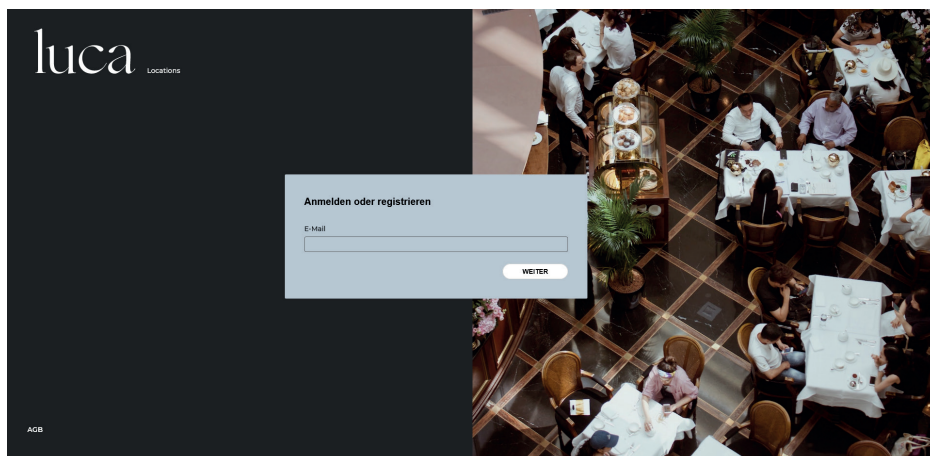 luca Locations
Anmelden oder registrieren
E-Mail
WEITER
AGB